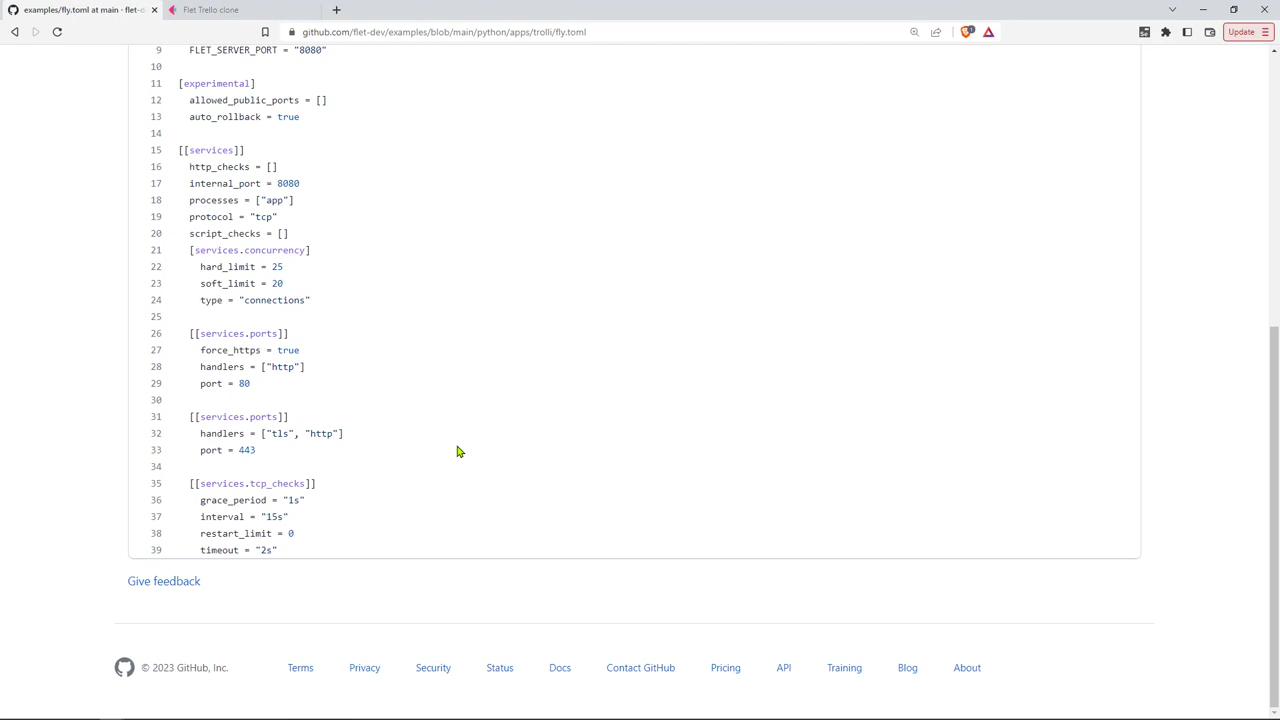 examples/fly.toml at main · flet-d
Flet Trello clone
github.com/flet-dev/examples/blob/main/python/apps/trolli/fly.toml
1
Update
9 FLET_SERVER_PORT = "8080"
10
11 [experimental]
12 allowed_public_ports = []
13 auto_rollback = true
14
15 [[services]]
16 http_checks = []
17 internal_port = 8080
18 processes = ["app"]
19 protocol = "tcp"
20 script_checks = []
21 [services.concurrency]
22 hard_limit = 25
23 soft_limit = 20
24 type = "connections"
25
26 [[services.ports]]
27 force_https = true
28 handlers = ["http"]
29 port = 80
30
31 [[services.ports]]
32 handlers = ["tls", "http"]
33 port = 443
34
35 [[services.tcp_checks]]
36 grace_period = "1s"
37 interval = "15s"
38 restart_limit = 0
39 timeout = "2s"
Give feedback
© 2023 GitHub, Inc. Terms Privacy Security Status Docs Contact GitHub Pricing API Training Blog About